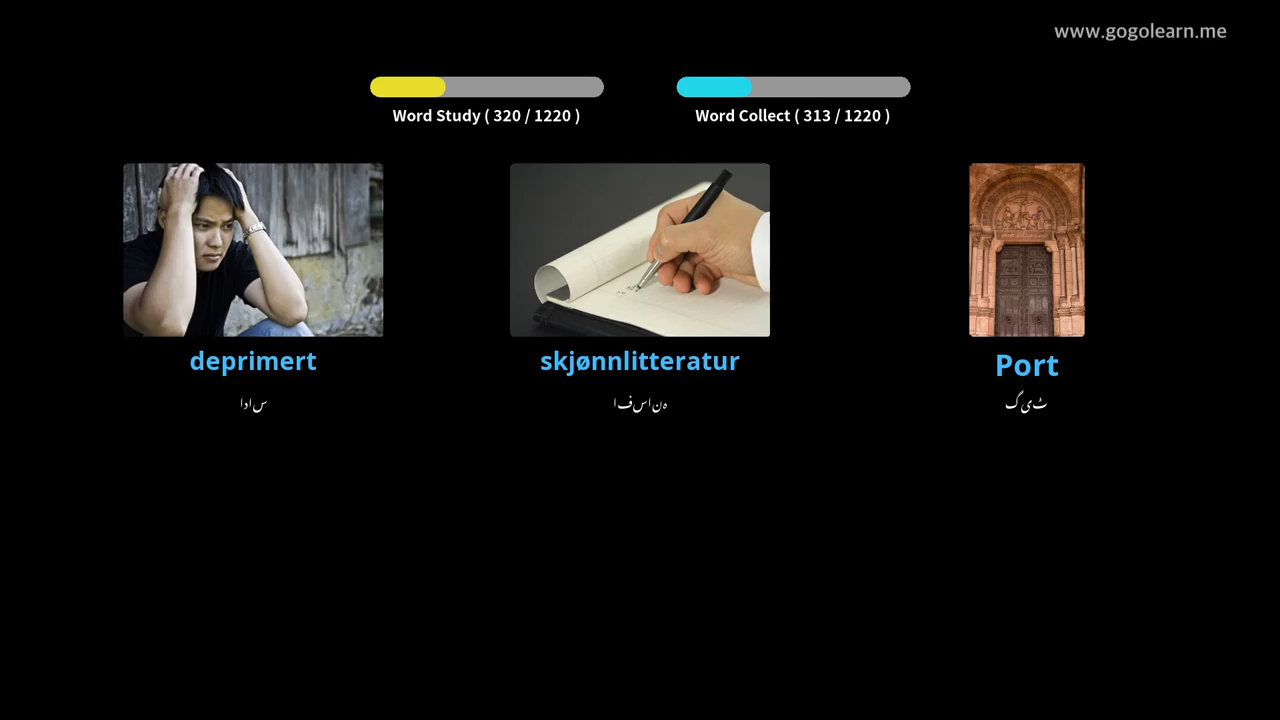 www.gogolearn.me
Word Study ( 320 / 1220 )
Word Collect ( 313 / 1220 )
deprimert
اداس
skjønnlitteratur
افسانہ
Port
گیٹ